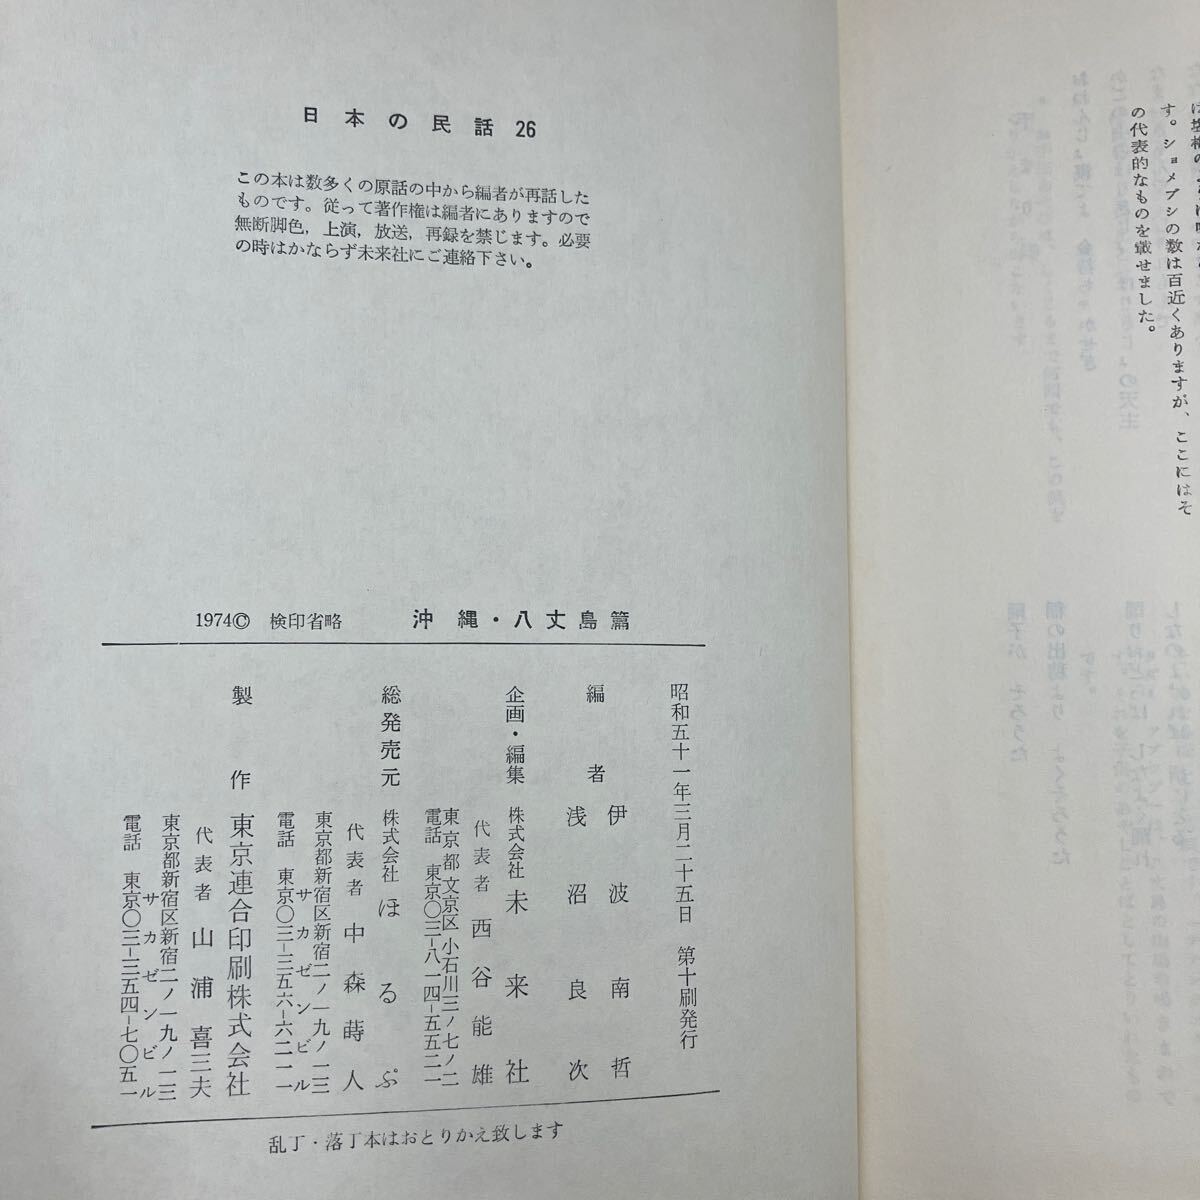 は場格の
す。ショメブシの数は百近くありますが、ここにはそ
の代表的なものを載せました。
日本の民話 26
この本は数多くの原話の中から編者が再話した
ものです。従って著作権は編者にありますので
無断脚色，上演，放送，再録を禁じます。必要
の時はかならず未来社にご連絡下さい。
1974© 検印省略 沖縄・八丈島篇
昭和五十一年三月二十五日 第十刷発行
編者 伊波南哲
浅沼良次
企画・編集 株式会社 未来社
代表者 西谷能雄
東京都文京区小石川三ノ七ノ二
電話 東京〇三-八一四-五五二一
総発売元 株式会社 ほるぷ
代表者 中森蒔人
東京都新宿区新宿二ノ一九ノ一三
サカゼンビル
電話 東京〇三-三五六-六二一一
製作 東京連合印刷株式会社
代表者 山浦喜三夫
東京都新宿区新宿二ノ一九ノ一三
サカゼンビル
電話 東京〇三-三五四-七〇五一
乱丁・落丁本はおとりかえ致します